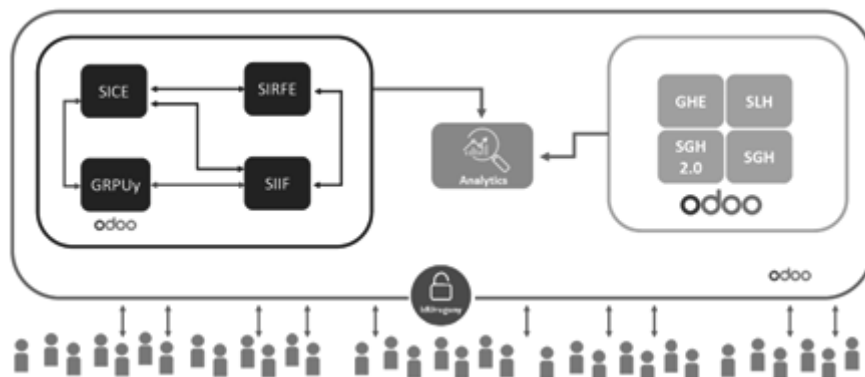 SICE
SIRFE
GRPUy
SIIF
odoo
Analytics
GHE
SLH
SGH
2.0
SGH
odoo
odoo